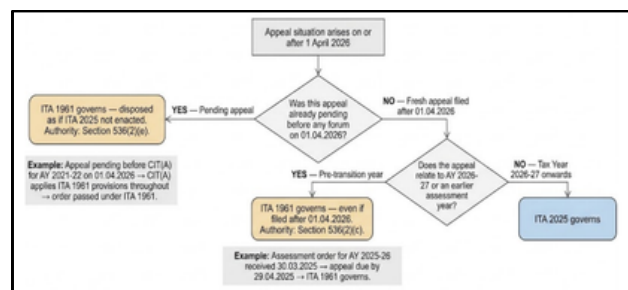 Appeal situation arises on or
after 1 April 2026
Was this appeal
already pending
before any forum
on 01.04.2026?
YES — Pending appeal
ITA 1961 governs — disposed
as if ITA 2025 not enacted.
Authority: Section 536(2)(e).
Example: Appeal pending before CIT(A)
for AY 2021-22 on 01.04.2026 → CIT(A)
applies ITA 1961 provisions throughout
→ order passed under ITA 1961.
NO — Fresh appeal filed
after 01.04.2026
Does the appeal
relate to AY 2026-
27 or an earlier
assessment
year?
YES — Pre-transition year
ITA 1961 governs — even if
filed after 01.04.2026.
Authority: Section 536(2)(c).
Example: Assessment order for AY 2025-26
received 30.03.2025 → appeal due by
29.04.2025 → ITA 1961 governs.
NO — Tax Year
2026-27 onwards
ITA 2025 governs